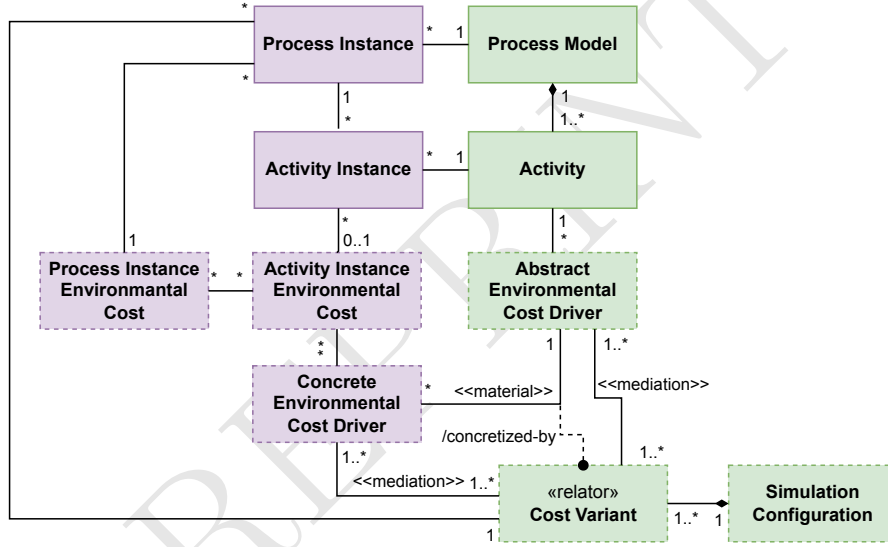 *
Process Instance
*
1
Process Model
*
1
*
1
1..*
Activity Instance
*
1
Activity
*
0..1
1
*
1
Process Instance
Environmantal
Cost
*
*
Activity Instance
Environmental
Cost
Abstract
Environmental
Cost Driver
*
*
1
1..*
Concrete
Environmental
Cost Driver
*
<<material>>
<<mediation>>
/concretized-by
1..*
1..*
<<mediation>>
1..*
«relator»
Cost Variant
1..*
1
Simulation
Configuration
1
PREPRINT